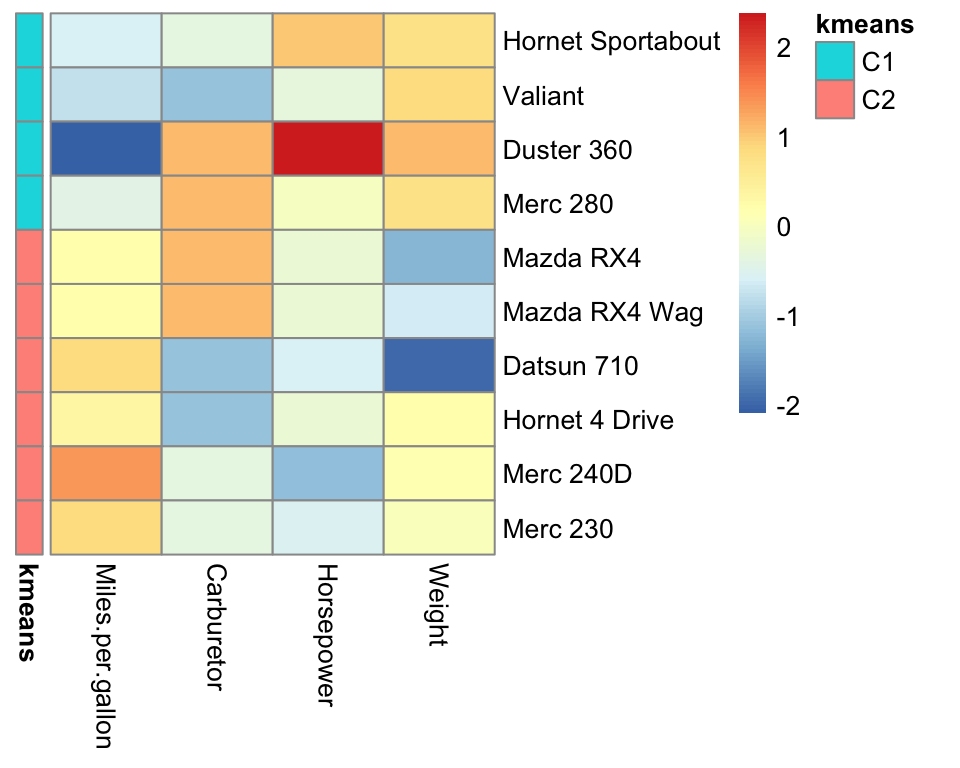 Hornet Sportabout
Valiant
Duster 360
Merc 280
Mazda RX4
Mazda RX4 Wag
Datsun 710
Hornet 4 Drive
Merc 240D
Merc 230
kmeans
Miles.per.gallon
Carburetor
Horsepower
Weight
2
1
0
-1
-2
kmeans
C1
C2